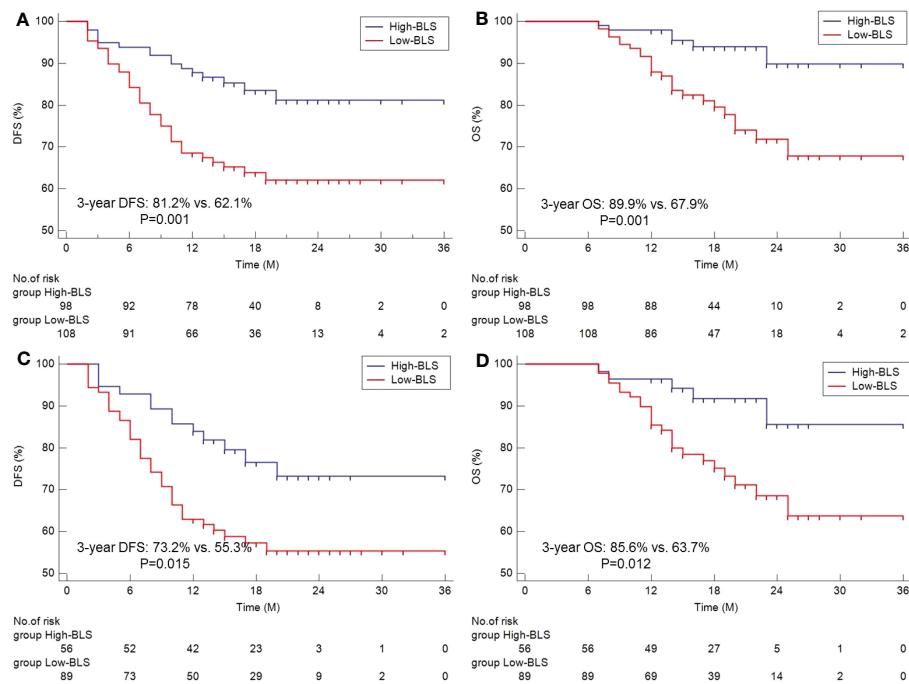 A
100
90
80
70
60
50
DFS (%)
High-BLS
Low-BLS
3-year DFS: 81.2% vs. 62.1%
P=0.001
0 6 12 18 24 30 36
Time (M)
No.of risk
group High-BLS
98 92 78 40 8 2 0
group Low-BLS
108 91 66 36 13 4 2
B
100
90
80
70
60
50
OS (%)
High-BLS
Low-BLS
3-year OS: 89.9% vs. 67.9%
P=0.001
0 6 12 18 24 30 36
Time (M)
No.of risk
group High-BLS
98 98 88 44 10 2 0
group Low-BLS
108 108 86 47 18 4 2
C
100
90
80
70
60
50
DFS (%)
High-BLS
Low-BLS
3-year DFS: 73.2% vs. 55.3%
P=0.015
0 6 12 18 24 30 36
Time (M)
No.of risk
group High-BLS
56 52 42 23 3 1 0
group Low-BLS
89 73 50 29 9 2 0
D
100
90
80
70
60
50
OS (%)
High-BLS
Low-BLS
3-year OS: 85.6% vs. 63.7%
P=0.012
0 6 12 18 24 30 36
Time (M)
No.of risk
group High-BLS
56 56 49 27 5 1 0
group Low-BLS
89 89 69 39 14 2 0